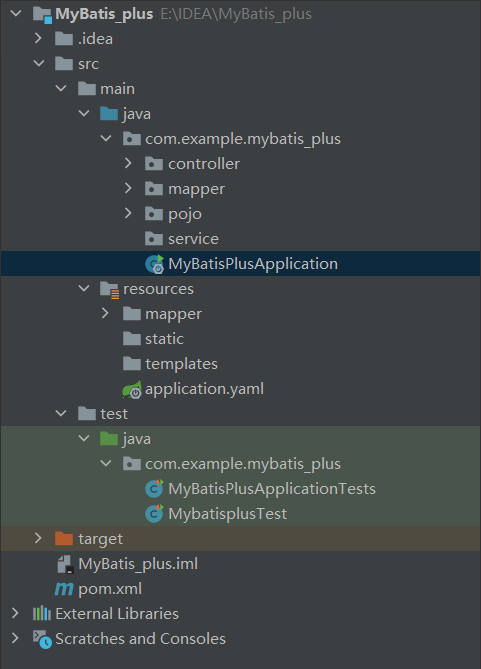 MyBatis_plus E:\IDEA\MyBatis_plus
.idea
src
main
java
com.example.mybatis_plus
controller
mapper
pojo
service
MyBatisPlusApplication
resources
mapper
static
templates
application.yaml
test
java
com.example.mybatis_plus
MyBatisPlusApplicationTests
MybatisplusTest
target
MyBatis_plus.iml
pom.xml
External Libraries
Scratches and Consoles